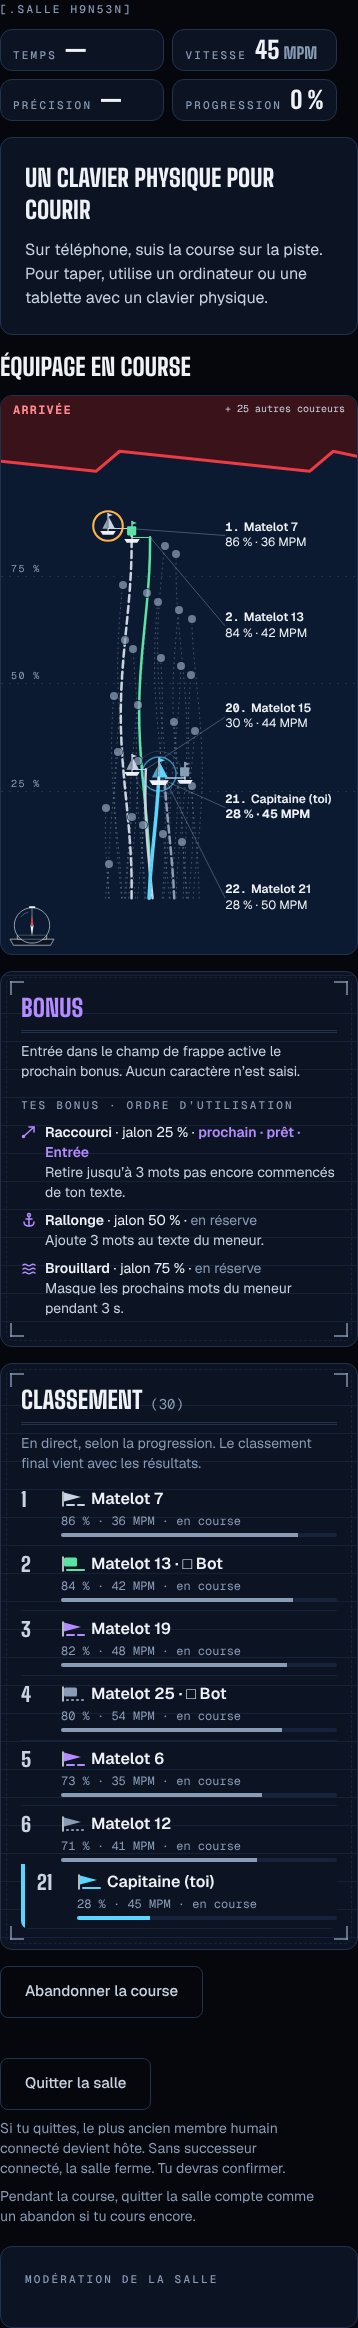 [.SALLE H9N53N]
TEMPS —
VITESSE 45 MPM
PRÉCISION —
PROGRESSION 0 %
UN CLAVIER PHYSIQUE POUR
COURIR
Sur téléphone, suis la course sur la piste.
Pour taper, utilise un ordinateur ou une
tablette avec un clavier physique.
ÉQUIPAGE EN COURSE
ARRIVÉE
+ 25 autres coureurs
1. Matelot 7
86 % · 36 MPM
75 %
2. Matelot 13
84 % · 42 MPM
50 %
20. Matelot 15
30 % · 44 MPM
25 %
21. Capitaine (toi)
28 % · 45 MPM
22. Matelot 21
28 % · 50 MPM
BONUS
Entrée dans le champ de frappe active le
prochain bonus. Aucun caractère n'est saisi.
TES BONUS · ORDRE D'UTILISATION
Raccourci · jalon 25 % · prochain · prêt ·
Entrée
Retire jusqu'à 3 mots pas encore commencés
de ton texte.
Rallonge · jalon 50 % · en réserve
Ajoute 3 mots au texte du meneur.
Brouillard · jalon 75 % · en réserve
Masque les prochains mots du meneur
pendant 3 s.
CLASSEMENT (30)
En direct, selon la progression. Le classement
final vient avec les résultats.
1 Matelot 7
86 % · 36 MPM · en course
2 Matelot 13 · □ Bot
84 % · 42 MPM · en course
3 Matelot 19
82 % · 48 MPM · en course
4 Matelot 25 · □ Bot
80 % · 54 MPM · en course
5 Matelot 6
73 % · 35 MPM · en course
6 Matelot 12
71 % · 41 MPM · en course
21 Capitaine (toi)
28 % · 45 MPM · en course
Abandonner la course
Quitter la salle
Si tu quittes, le plus ancien membre humain
connecté devient hôte. Sans successeur
connecté, la salle ferme. Tu devras confirmer.
Pendant la course, quitter la salle compte comme
un abandon si tu cours encore.
MODÉRATION DE LA SALLE